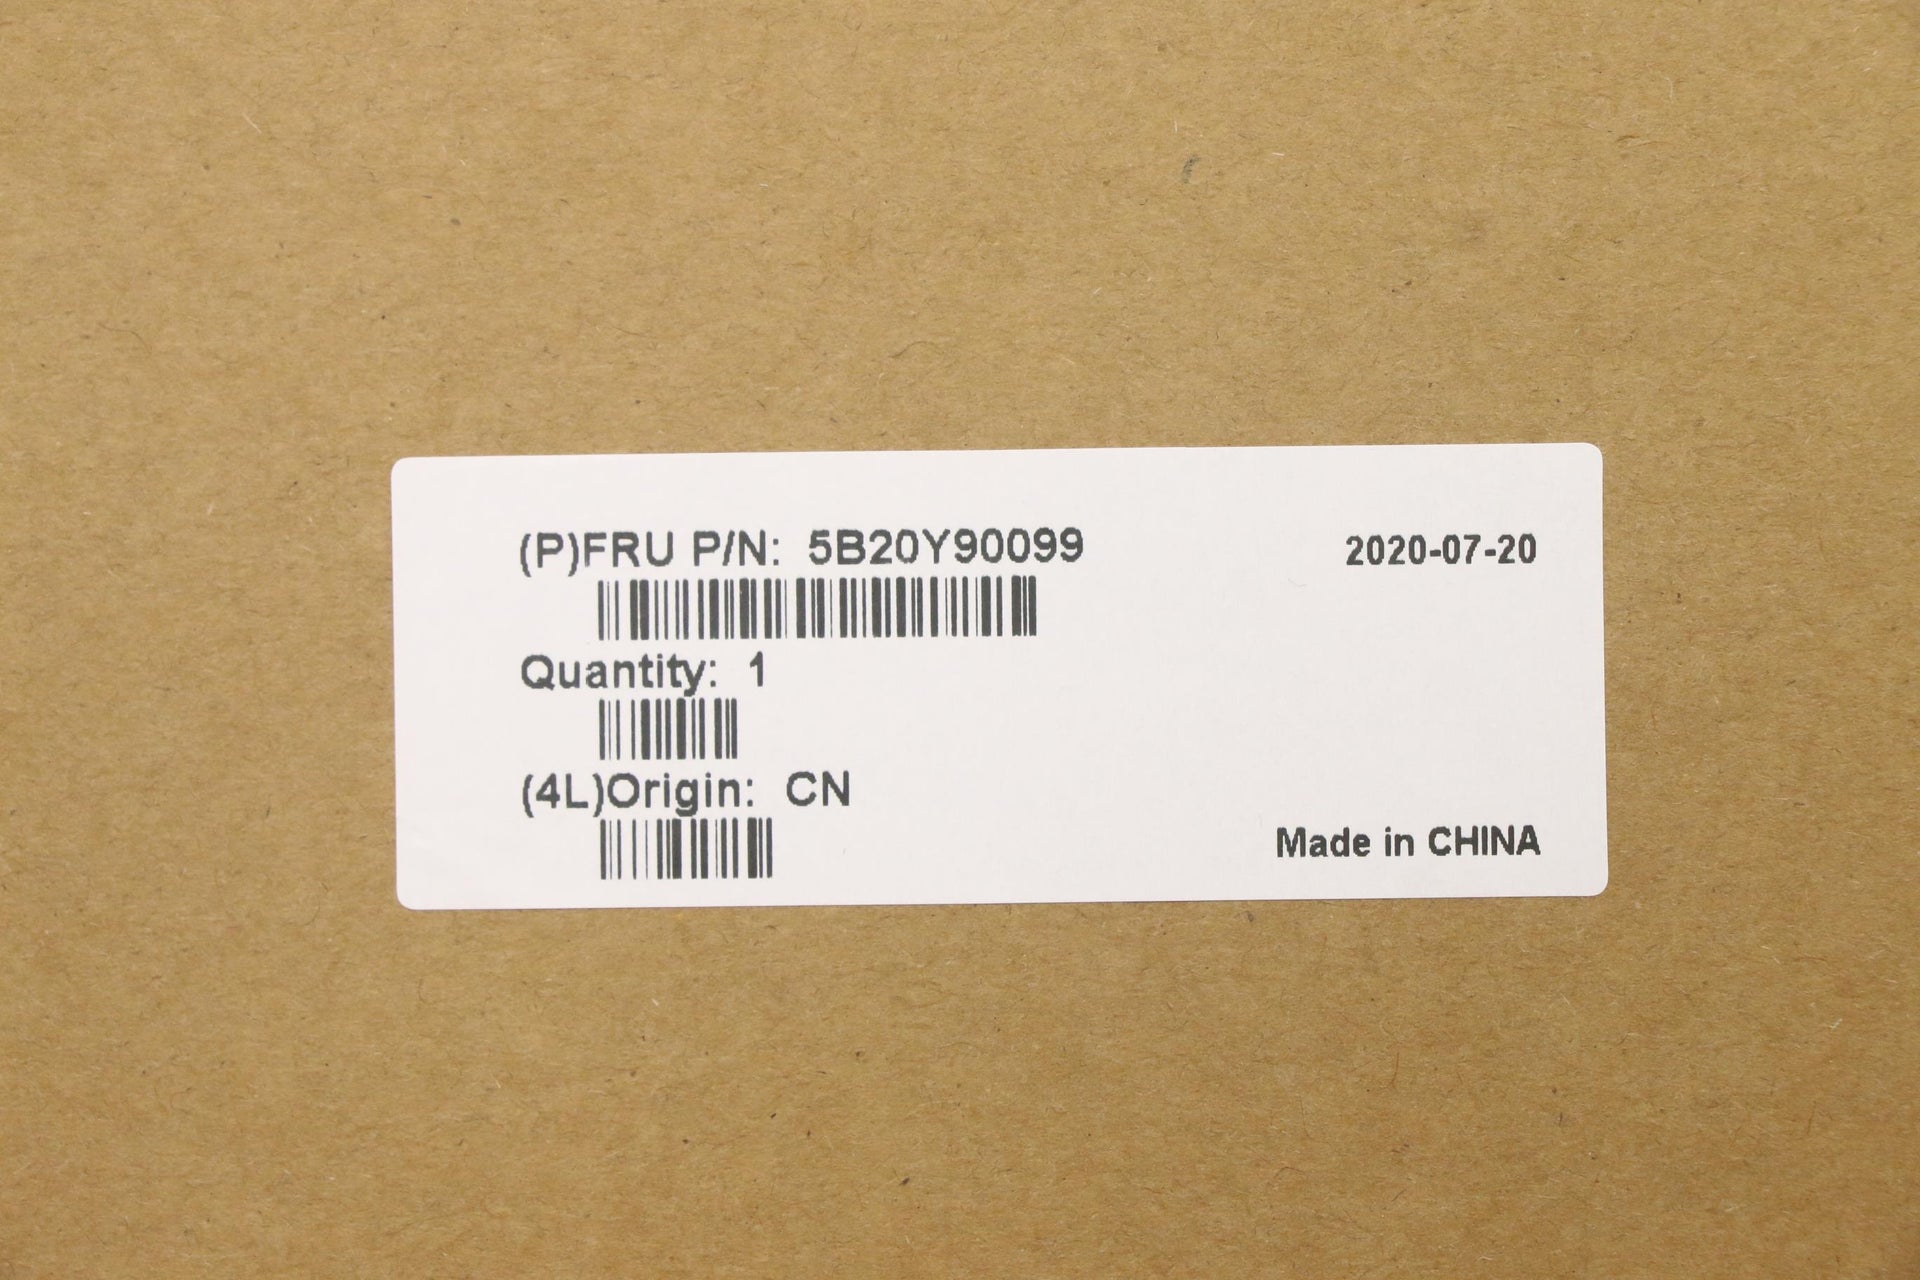 (P)FRU P/N: 5B20Y90099
2020-07-20
Quantity: 1
(4L)Origin: CN
Made in CHINA